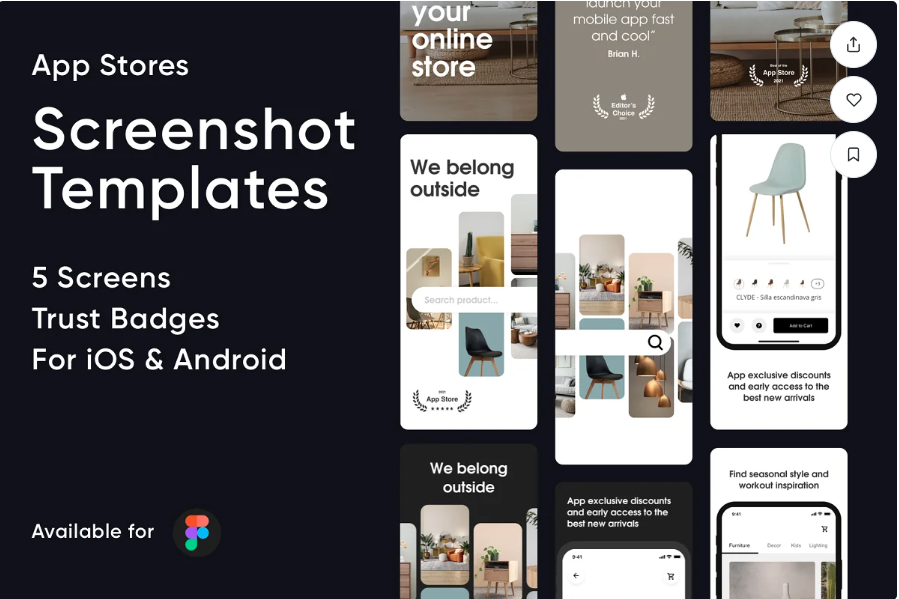 App Stores
Screenshot
Templates
5 Screens
Trust Badges
For iOS & Android
Available for
your
online
store
We belong
outside
Search product...
App Store
We belong
outside
launch your
mobile app fast
and cool”
Brian H.
Editor's
Choice
App exclusive discounts
and early access to the
best new arrivals
9:41
App Store
2021
+3
CLYDE - Silla escandinava gris
Add to Cart
App exclusive discounts
and early access to the
best new arrivals
Find seasonal style and
workout inspiration
9:41
Furniture
Decor
Kids
Lighting